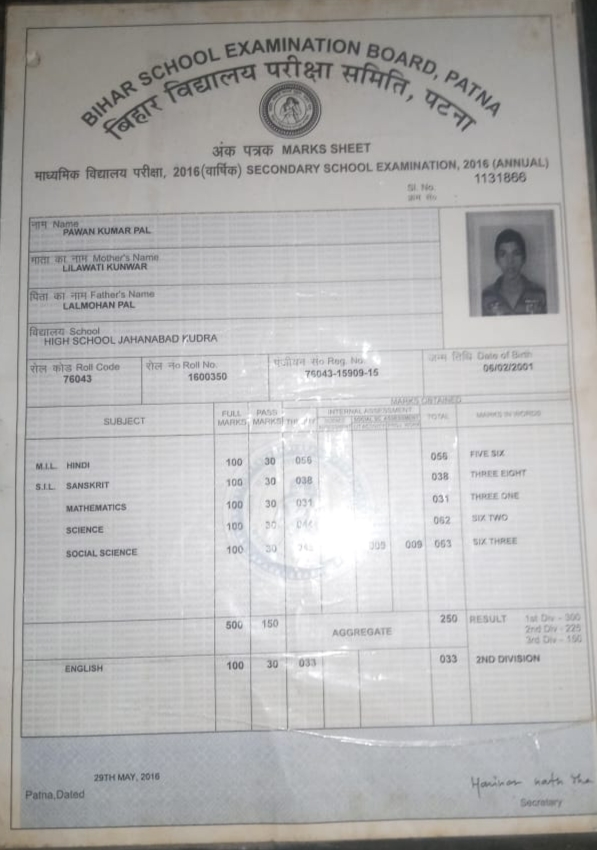 BIHAR SCHOOL EXAMINATION BOARD, PATNA
बिहार विद्यालय परीक्षा समिति, पटना
अंक पत्रक MARKS SHEET
माध्यमिक विद्यालय परीक्षा, 2016(वार्षिक) SECONDARY SCHOOL EXAMINATION, 2016 (ANNUAL)
Sl. No. 1131866
क्रम सं०
नाम Name
PAWAN KUMAR PAL
माता का नाम Mother's Name
LILAWATI KUNWAR
पिता का नाम Father's Name
LALMOHAN PAL
विद्यालय School
HIGH SCHOOL JAHANABAD KUDRA
रोल कोड Roll Code रोल नं० Roll No. पंजीयन सं० Reg. No. जन्म तिथि Date of Birth
76043 1600350 76043-15909-15 06/02/2001
MARKS OBTAINED
SUBJECT FULL MARKS PASS MARKS INTERNAL ASSESSMENT TOTAL MARKS IN WORDS
M.I.L. HINDI 100 30 056 056 FIVE SIX
S.I.L. SANSKRIT 100 30 038 038 THREE EIGHT
MATHEMATICS 100 30 031 031 THREE ONE
SCIENCE 100 30 062 SIX TWO
SOCIAL SCIENCE 100 30 009 009 063 SIX THREE
500 150 AGGREGATE 250 RESULT 1st Div - 300
2nd Div - 225
3rd Div - 150
ENGLISH 100 30 033 033 2ND DIVISION
29TH MAY, 2016
Patna,Dated
Secretary